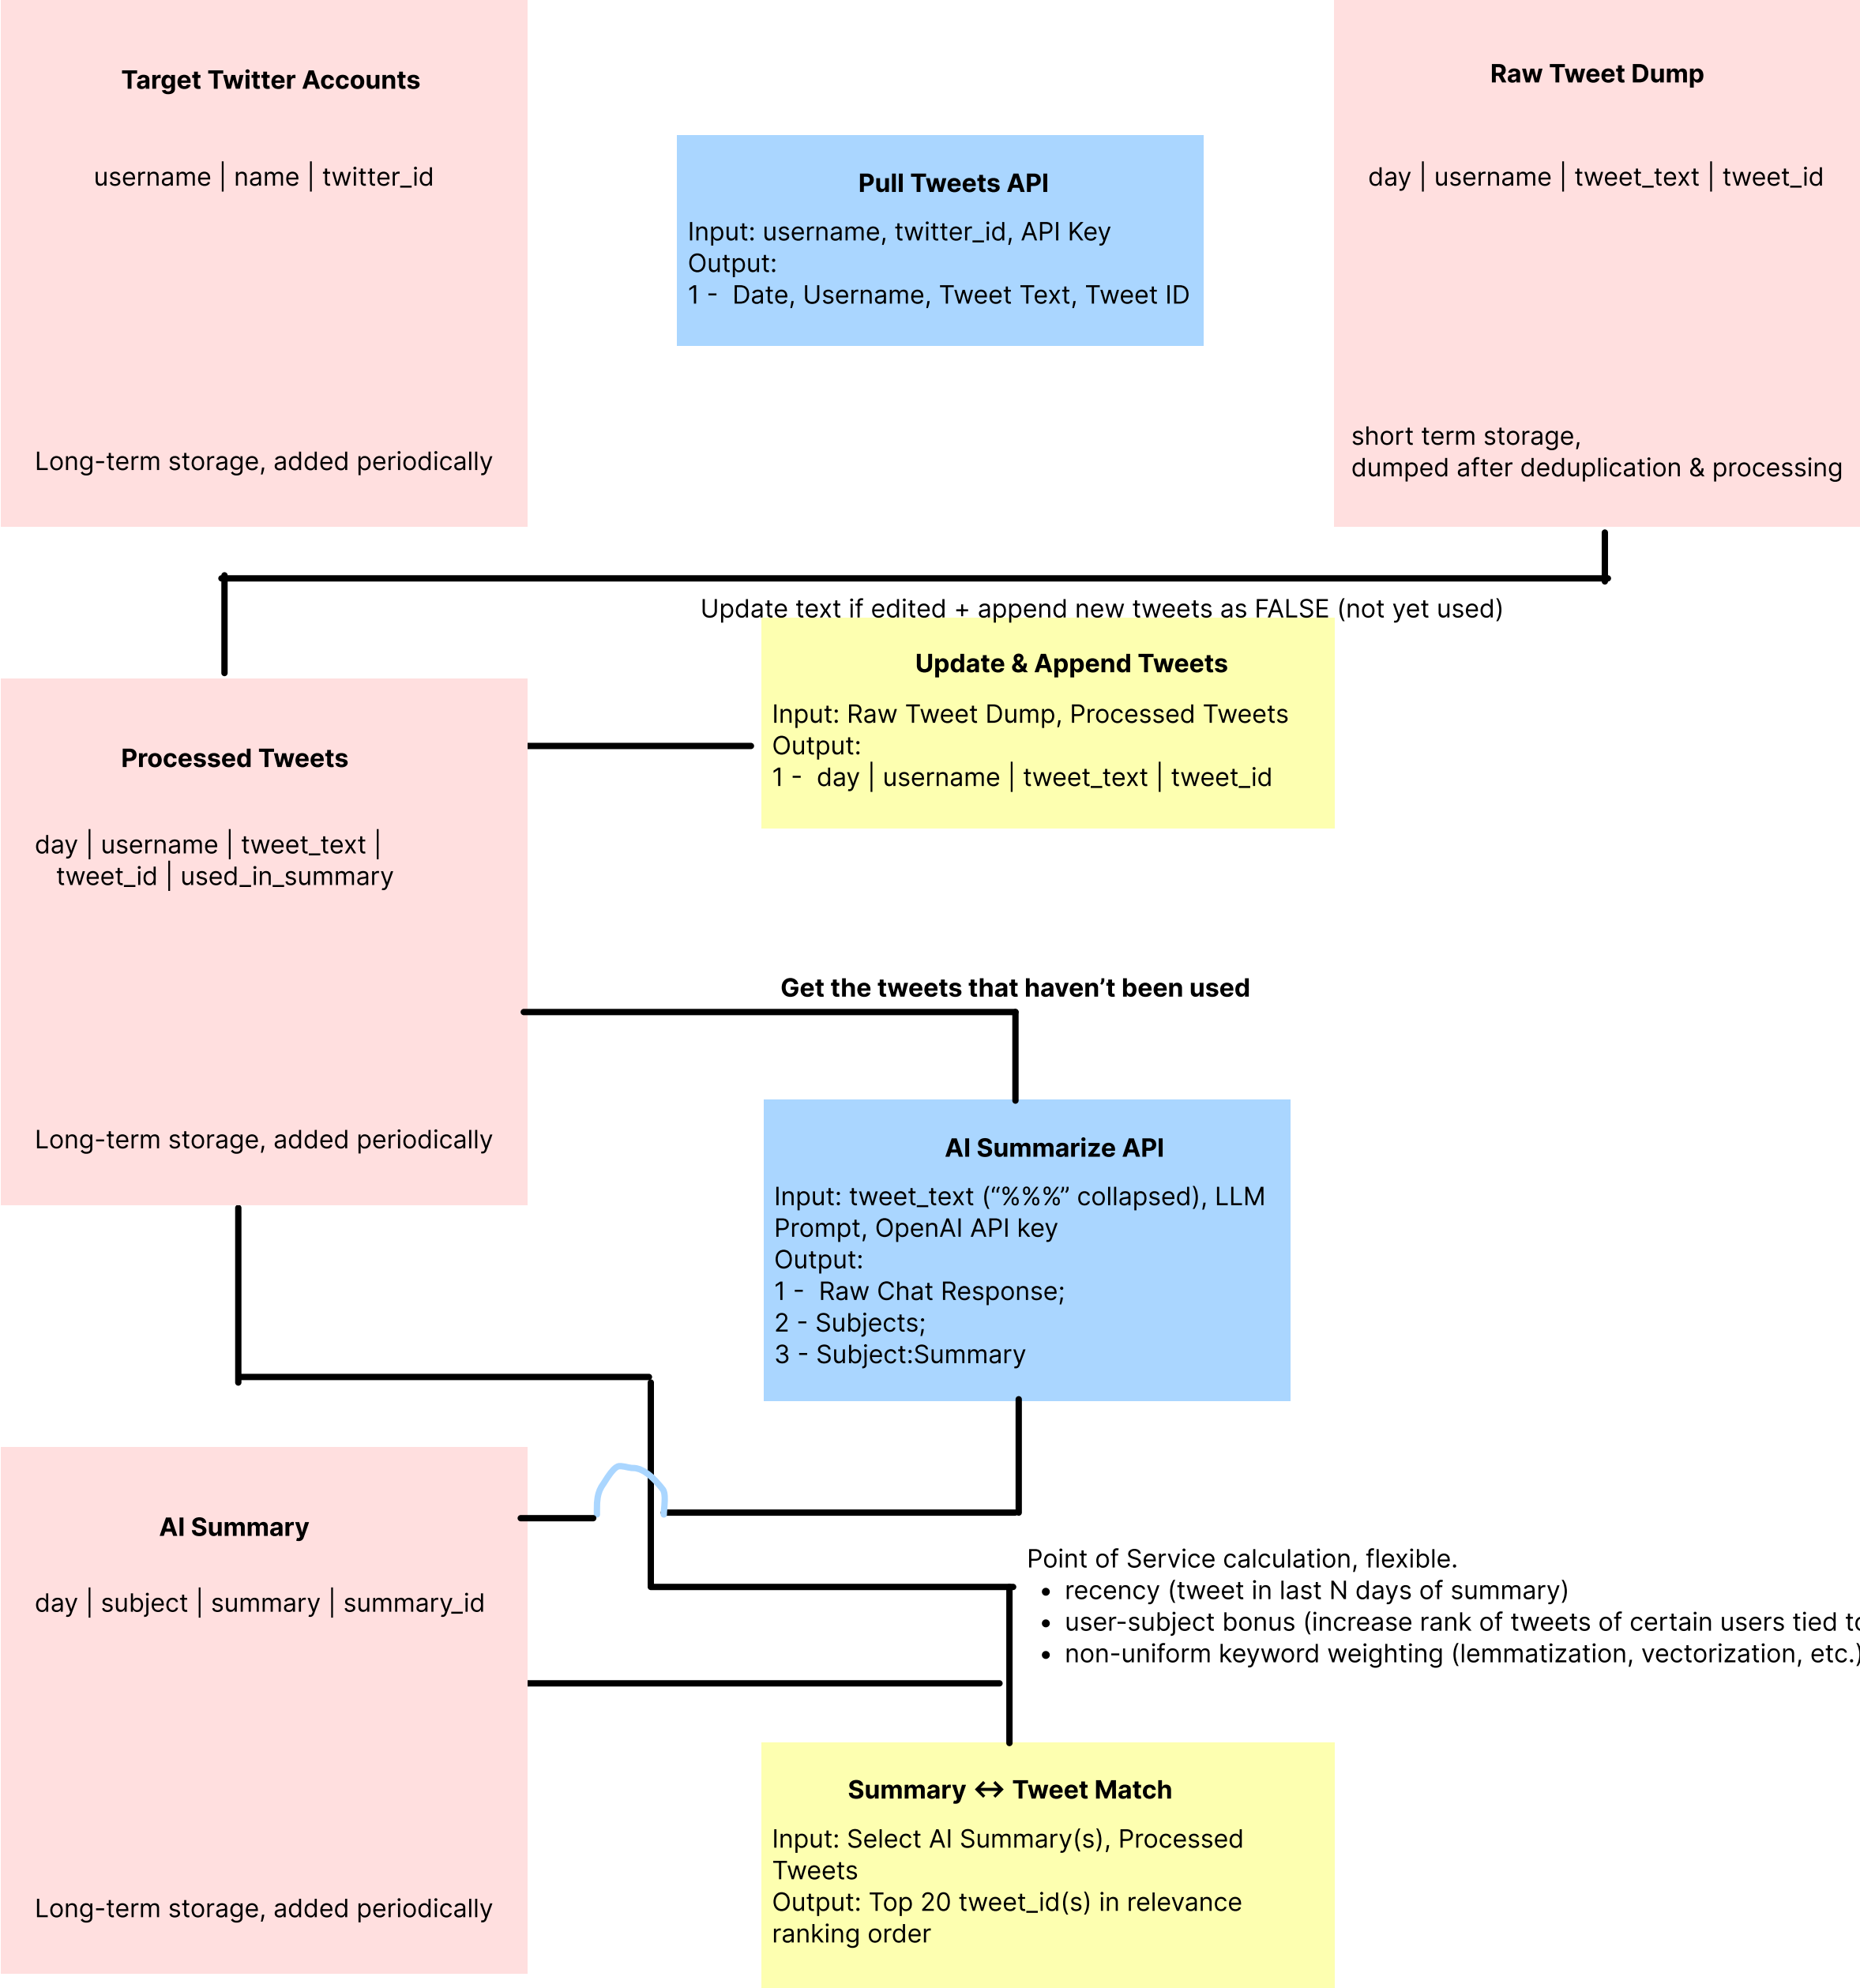 Target Twitter Accounts
username | name | twitter_id
Long-term storage, added periodically
Pull Tweets API
Input: username, twitter_id, API Key
Output:
1 -  Date, Username, Tweet Text, Tweet ID
Raw Tweet Dump
day | username | tweet_text | tweet_id
short term storage,
dumped after deduplication & processing
Update text if edited + append new tweets as FALSE (not yet used)
Update & Append Tweets
Input: Raw Tweet Dump, Processed Tweets
Output:
1 -  day | username | tweet_text | tweet_id
Processed Tweets
day | username | tweet_text |
tweet_id | used_in_summary
Long-term storage, added periodically
Get the tweets that haven’t been used
AI Summarize API
Input: tweet_text (“%%%” collapsed), LLM
Prompt, OpenAI API key
Output:
1 -  Raw Chat Response;
2 - Subjects;
3 - Subject:Summary
AI Summary
day | subject | summary | summary_id
Long-term storage, added periodically
Point of Service calculation, flexible.
• recency (tweet in last N days of summary)
• user-subject bonus (increase rank of tweets of certain users tied
• non-uniform keyword weighting (lemmatization, vectorization, etc.)
Summary ↔ Tweet Match
Input: Select AI Summary(s), Processed
Tweets
Output: Top 20 tweet_id(s) in relevance
ranking order